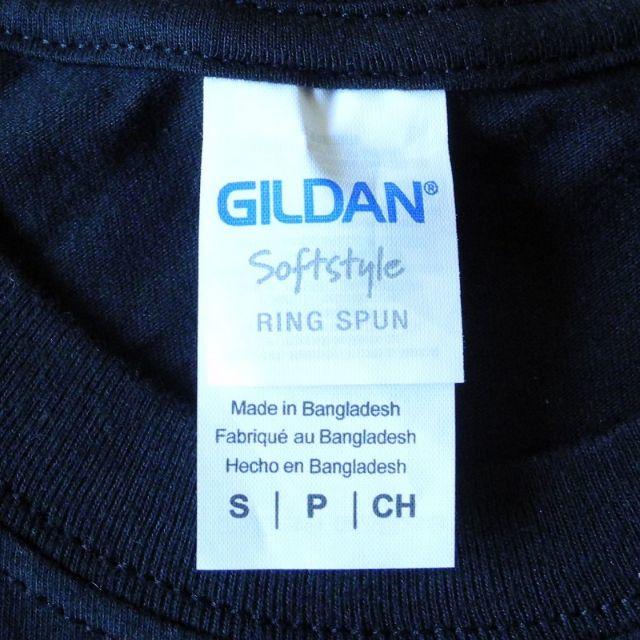 GILDAN®
Softstyle
RING SPUN
Made in Bangladesh
Fabriqué au Bangladesh
Hecho en Bangladesh
S | P | CH